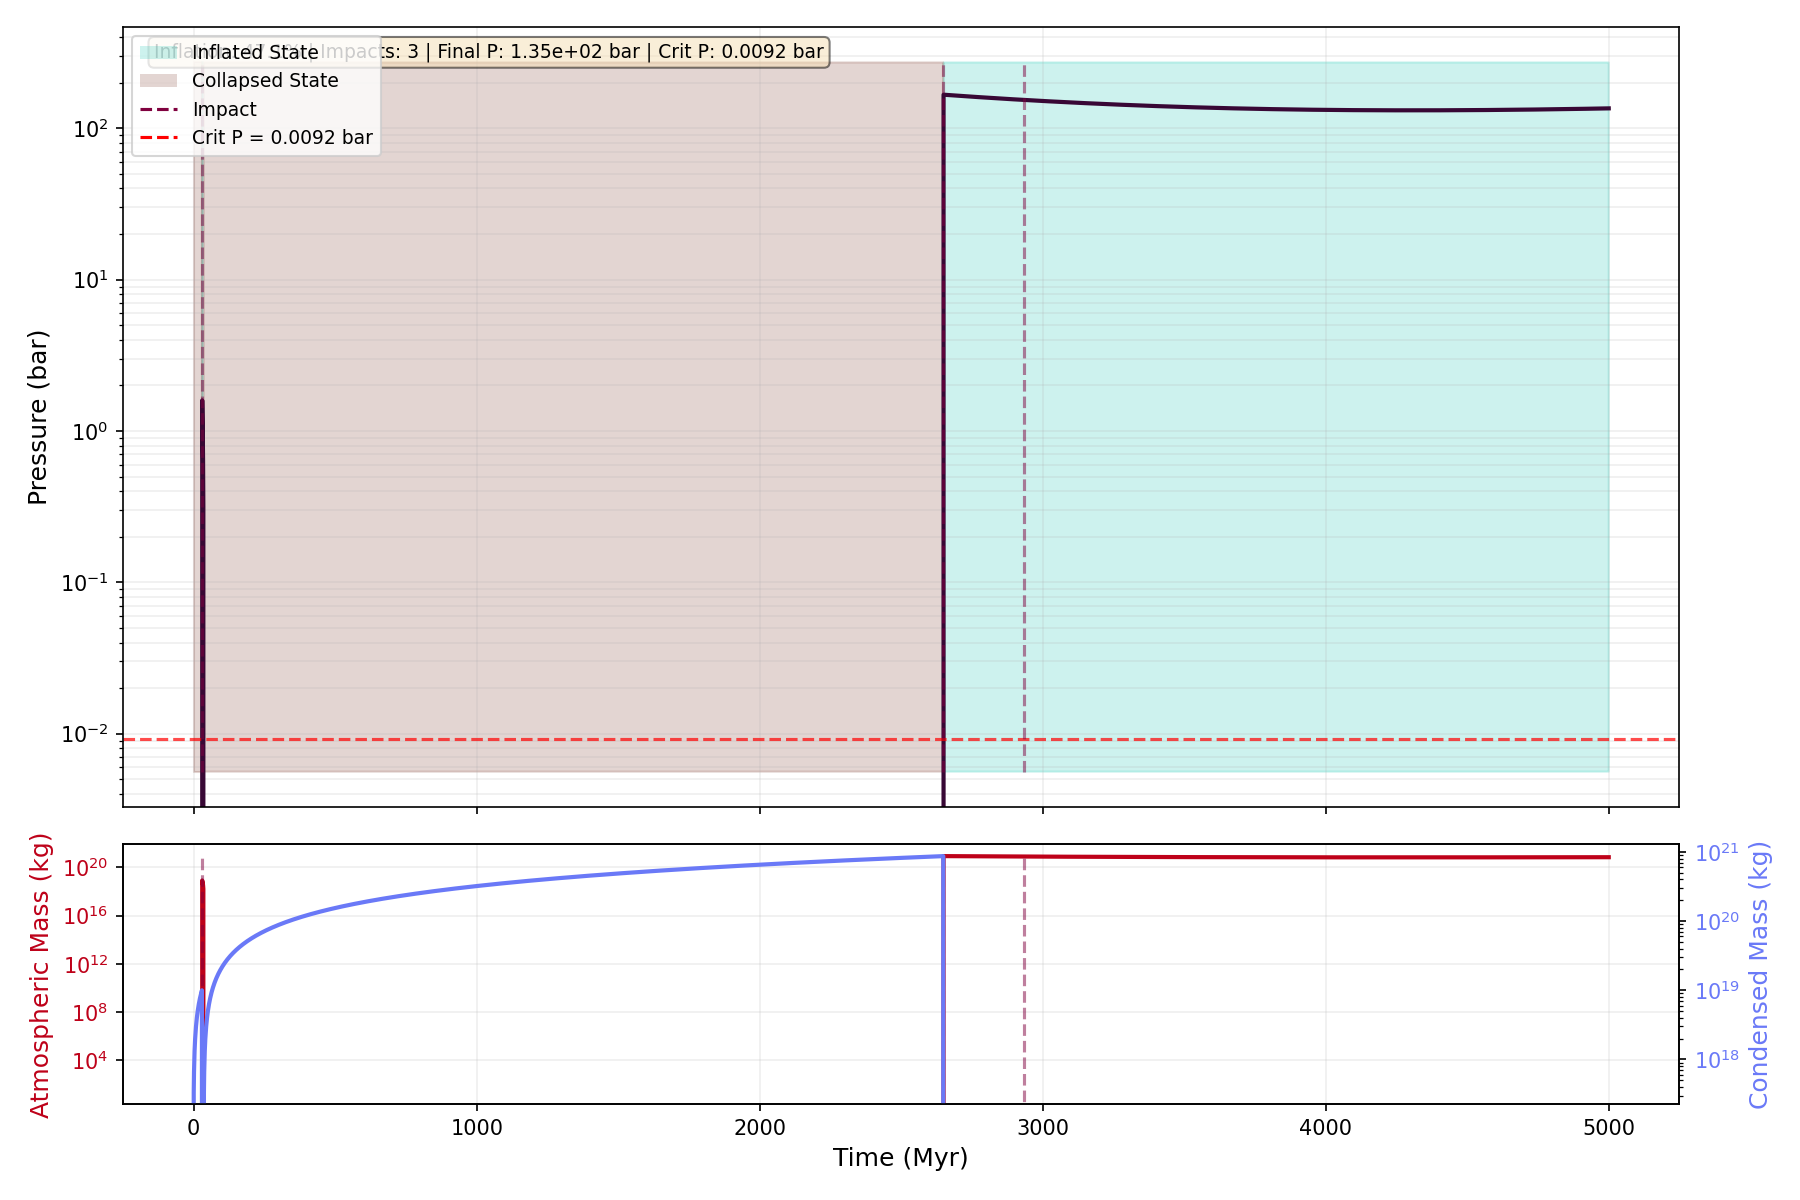 Impacts: 3 | Final P: 1.35e+02 bar | Crit P: 0.0092 bar
Inflated State
Collapsed State
Impact
Crit P = 0.0092 bar
Pressure (bar)
10²
10¹
10⁰
10⁻¹
10⁻²
Atmospheric Mass (kg)
10²⁰
10¹⁶
10¹²
10⁸
10⁴
Condensed Mass (kg)
10²¹
10²⁰
10¹⁹
10¹⁸
0 1000 2000 3000 4000 5000
Time (Myr)